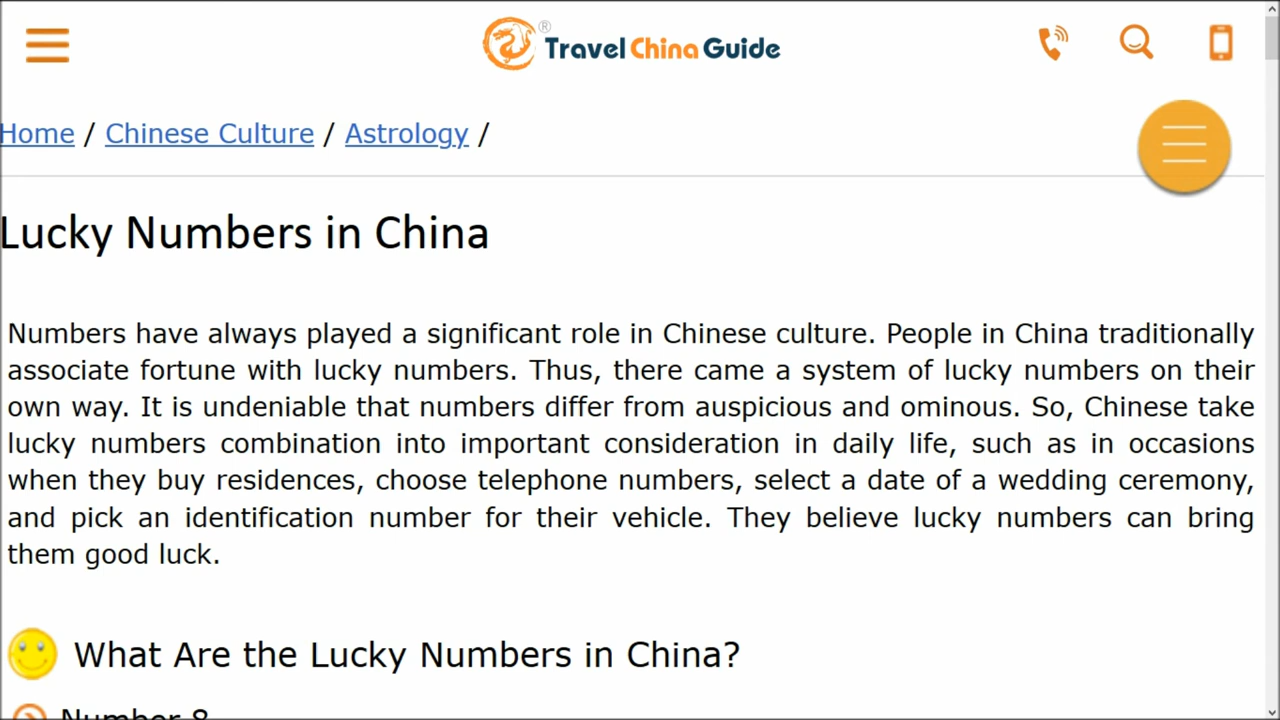 ® Travel China Guide
Home / Chinese Culture / Astrology /
Lucky Numbers in China
Numbers have always played a significant role in Chinese culture. People in China traditionally
associate fortune with lucky numbers. Thus, there came a system of lucky numbers on their
own way. It is undeniable that numbers differ from auspicious and ominous. So, Chinese take
lucky numbers combination into important consideration in daily life, such as in occasions
when they buy residences, choose telephone numbers, select a date of a wedding ceremony,
and pick an identification number for their vehicle. They believe lucky numbers can bring
them good luck.
What Are the Lucky Numbers in China?
Number 8